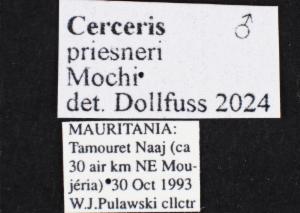 Cerceris ♂
priesneri
Mochi•
det. Dollfuss 2024
MAURITANIA:
Tamouret Naaj (ca
30 air km NE Mou-
jéria)•30 Oct 1993
W.J.Pulawski cllctr